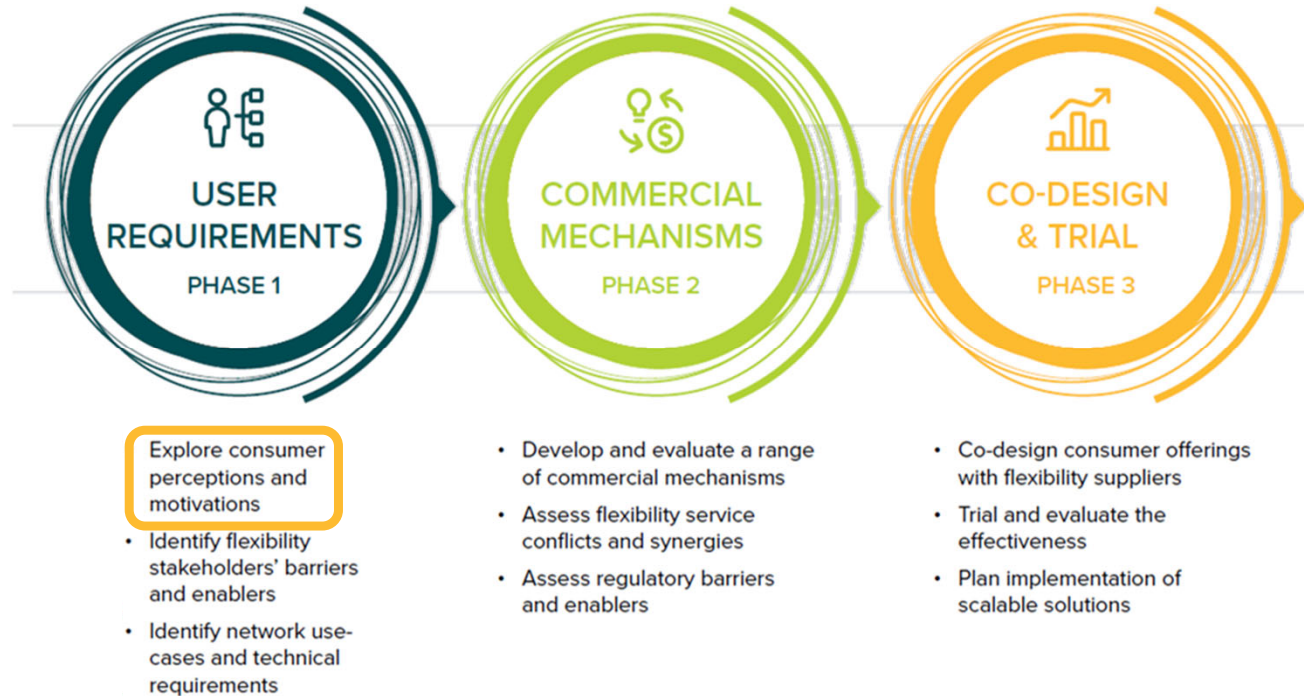 USER
REQUIREMENTS
PHASE 1
Explore consumer
perceptions and
motivations
• Identify flexibility
stakeholders' barriers
and enablers
• Identify network use-
cases and technical
requirements
COMMERCIAL
MECHANISMS
PHASE 2
• Develop and evaluate a range
of commercial mechanisms
• Assess flexibility service
conflicts and synergies
• Assess regulatory barriers
and enablers
CO-DESIGN
& TRIAL
PHASE 3
• Co-design consumer offerings
with flexibility suppliers
• Trial and evaluate the
effectiveness
• Plan implementation of
scalable solutions